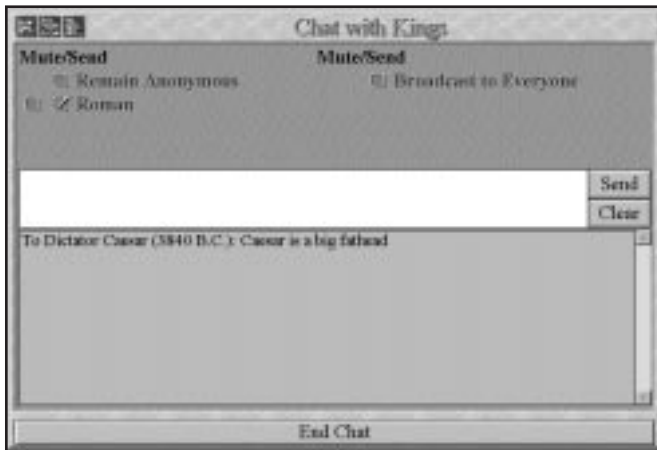 Chat with Kings
Mute/Send Mute/Send
Remain Anonymous Broadcast to Everyone
Roman
Send
Clear
To Dictator Caesar (3840 B.C.): Caesar is a big fathead
End Chat